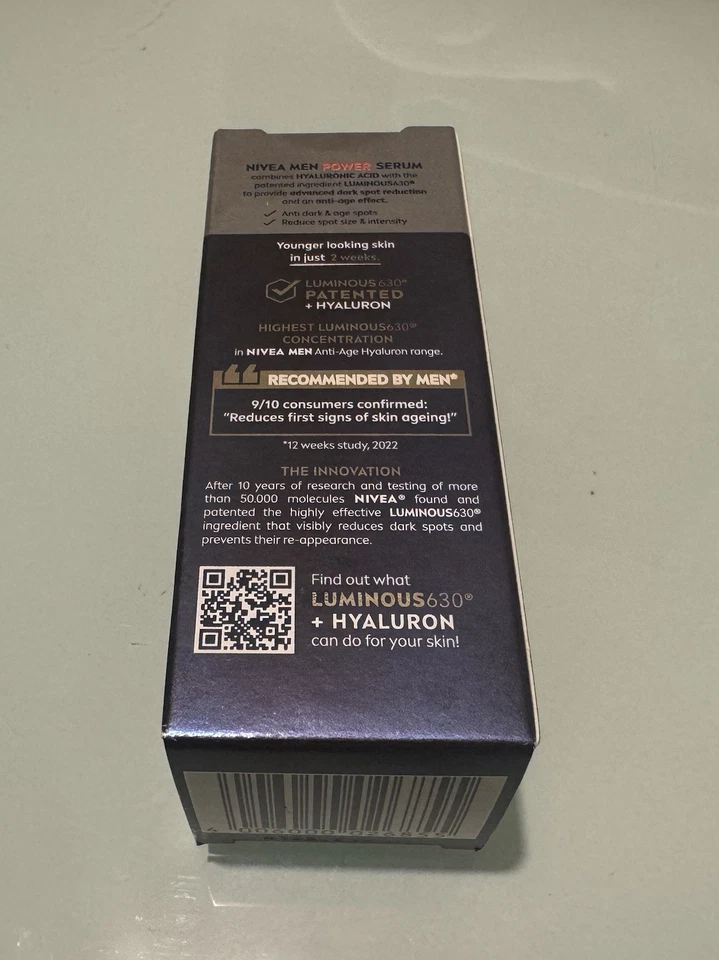 NIVEA MEN POWER SERUM
combines HYALURONIC ACID with the
patented ingredient LUMINOUS630®
to provide advanced dark spot reduction
and an anti-age effect.
✓ Anti dark & age spots
✓ Reduce spot size & intensity
Younger looking skin
in just 2 weeks.
LUMINOUS630®
PATENTED
+ HYALURON
HIGHEST LUMINOUS630®
CONCENTRATION
in NIVEA MEN Anti-Age Hyaluron range.
“ RECOMMENDED BY MEN*
9/10 consumers confirmed:
“Reduces first signs of skin ageing!”
*12 weeks study, 2022
THE INNOVATION
After 10 years of research and testing of more
than 50.000 molecules NIVEA® found and
patented the highly effective LUMINOUS630®
ingredient that visibly reduces dark spots and
prevents their re-appearance.
Find out what
LUMINOUS630®
+ HYALURON
can do for your skin!